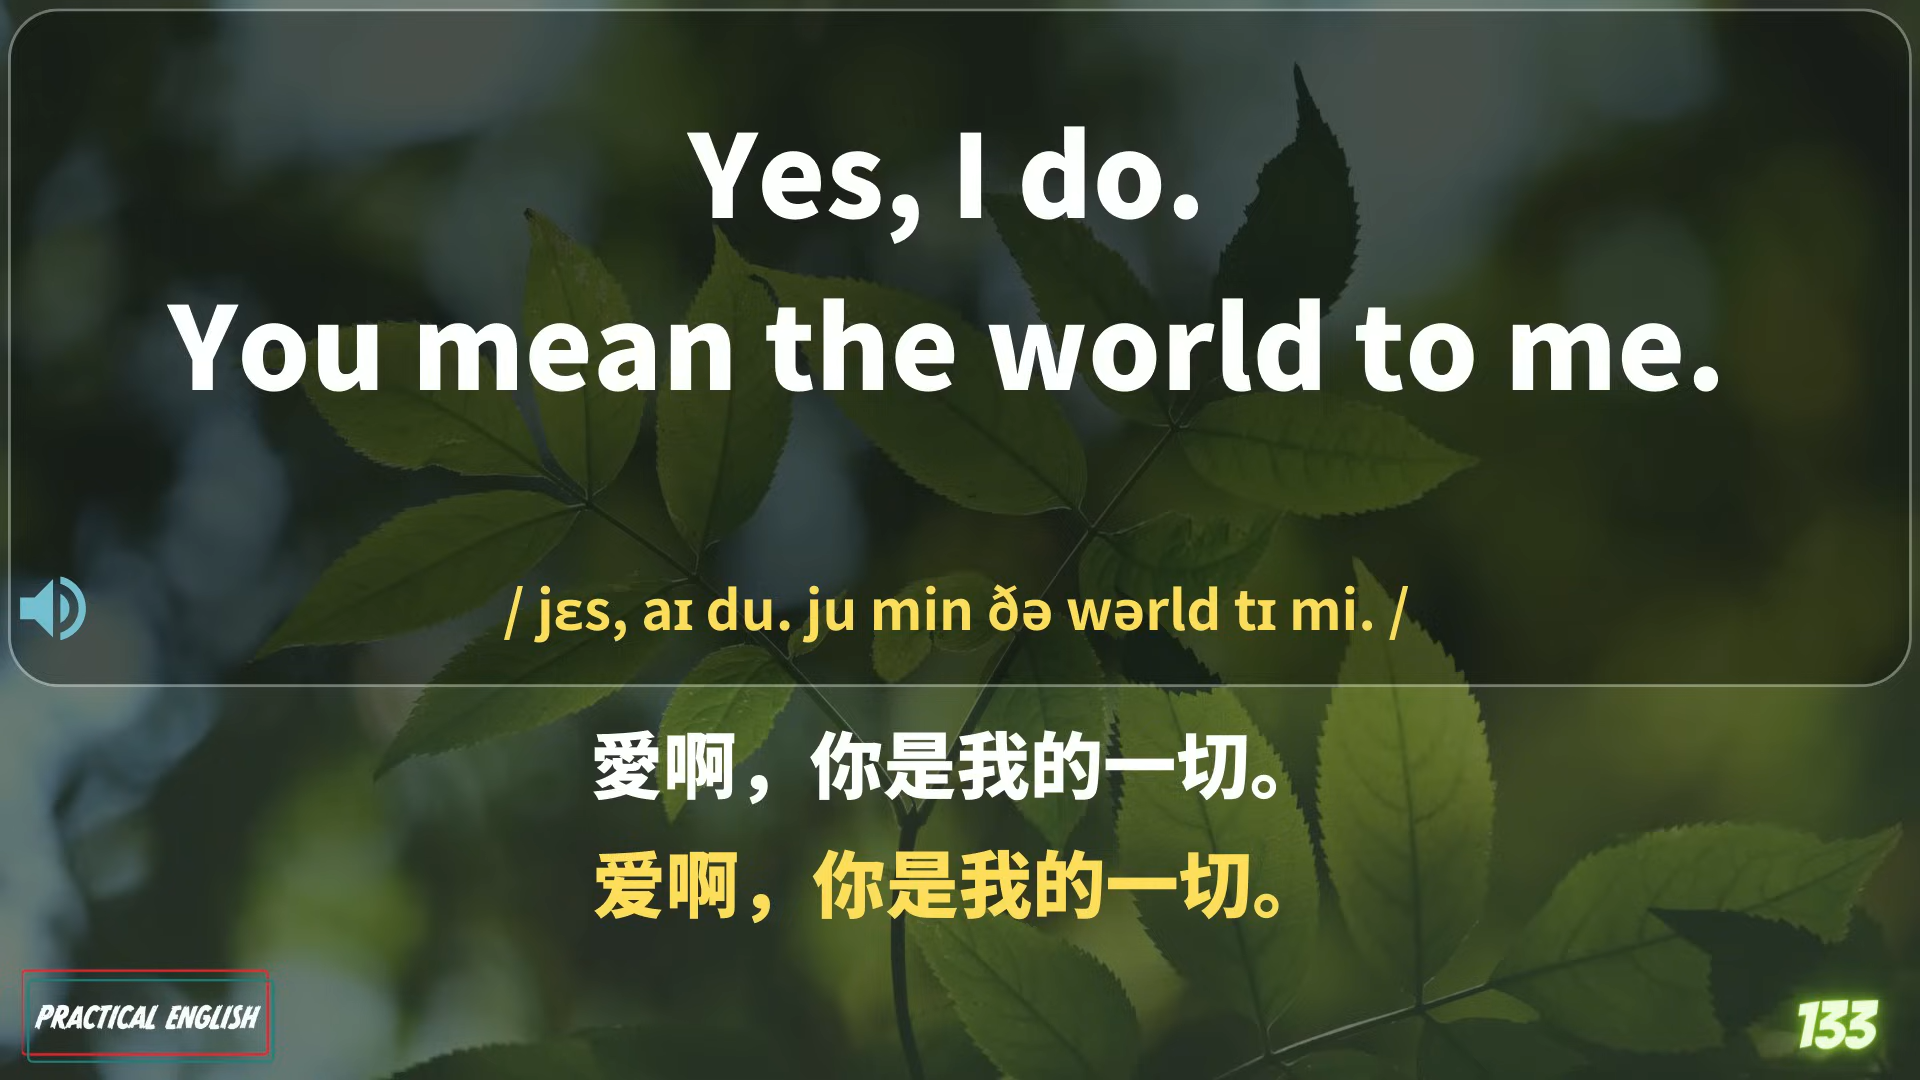 Yes, I do.
You mean the world to me.
/ jɛs, aɪ du. ju min ðə wərld tɪ mi. /
愛啊，你是我的一切。
爱啊，你是我的一切。
PRACTICAL ENGLISH
133